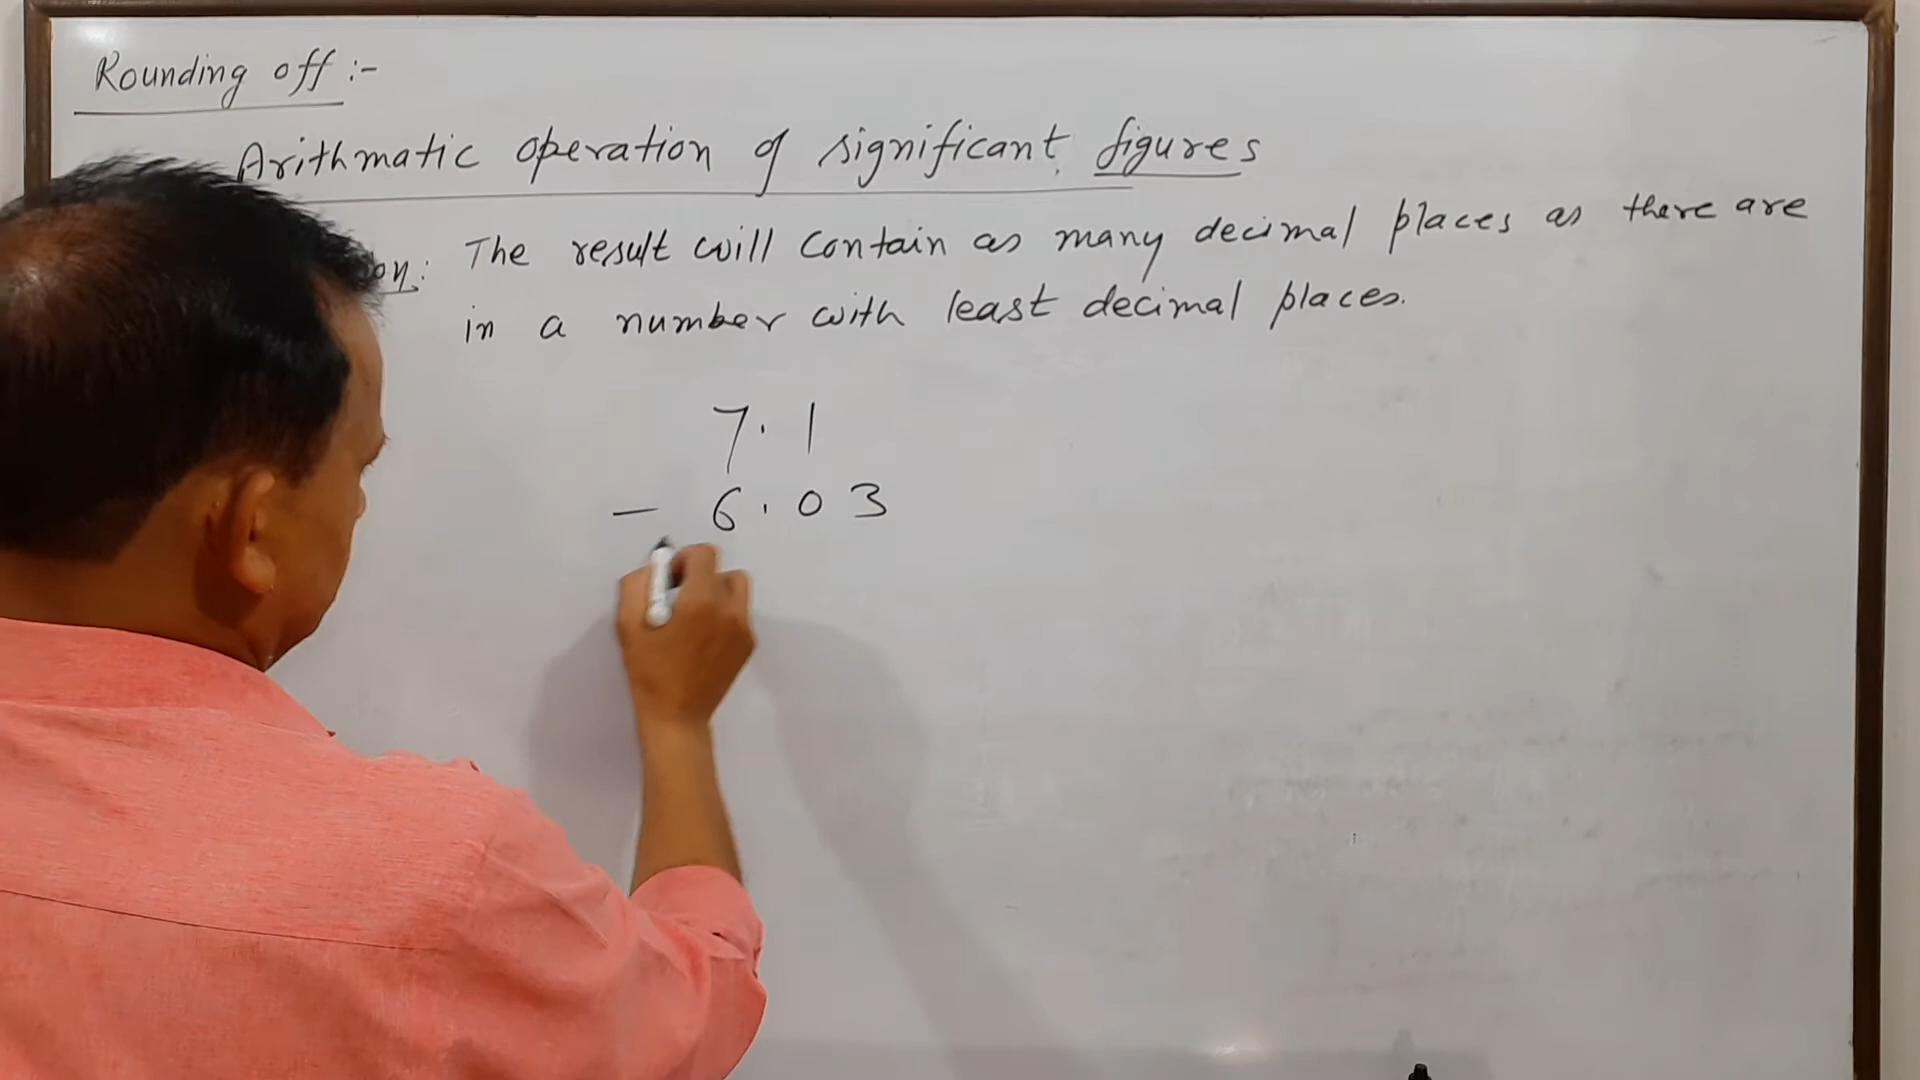 Rounding off :-
Arithmatic operation of significant figures
The result will contain as many decimal places as there are
in a number with least decimal places.
7.1
- 6.03